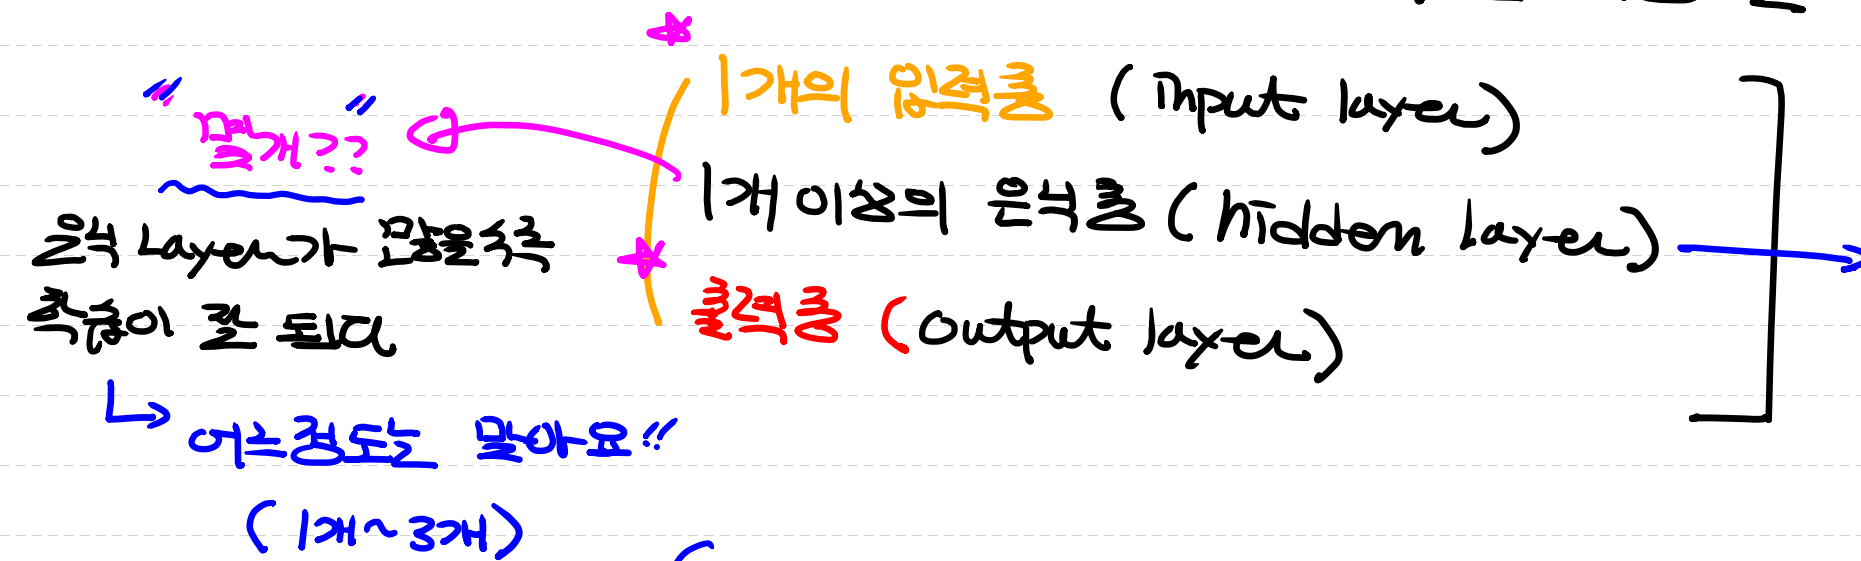 1개의 입력층 (input layer)
"몇개??"
1개 이상의 은닉층 (hidden layer)
은닉 Layer가 많을수록
출력층 (output layer)
학습이 잘 된다
어느정도는 맞아요!!
(1개~3개)